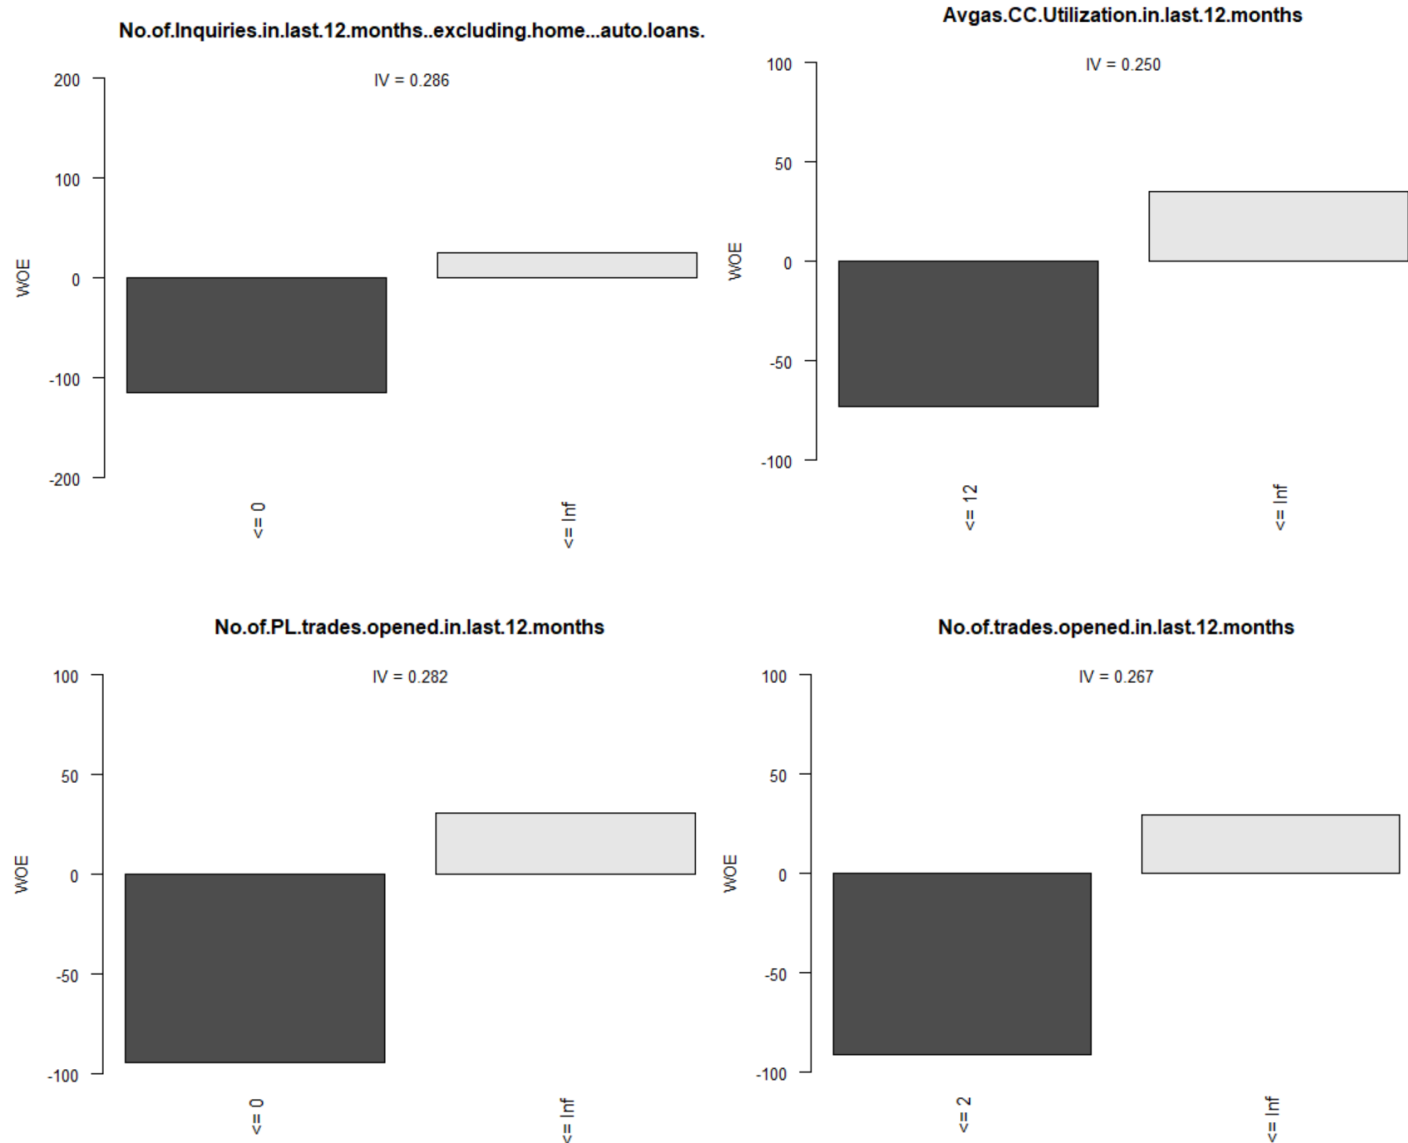 No.of.Inquiries.in.last.12.months..excluding.home...auto.loans.
IV = 0.286
200
100
0
-100
-200
WOE
<= 0
<= Inf
Avgas.CC.Utilization.in.last.12.months
IV = 0.250
100
50
0
-50
-100
WOE
<= 12
<= Inf
No.of.PL.trades.opened.in.last.12.months
IV = 0.282
100
50
0
-50
-100
WOE
<= 0
<= Inf
No.of.trades.opened.in.last.12.months
IV = 0.267
100
50
0
-50
-100
WOE
<= 2
<= Inf